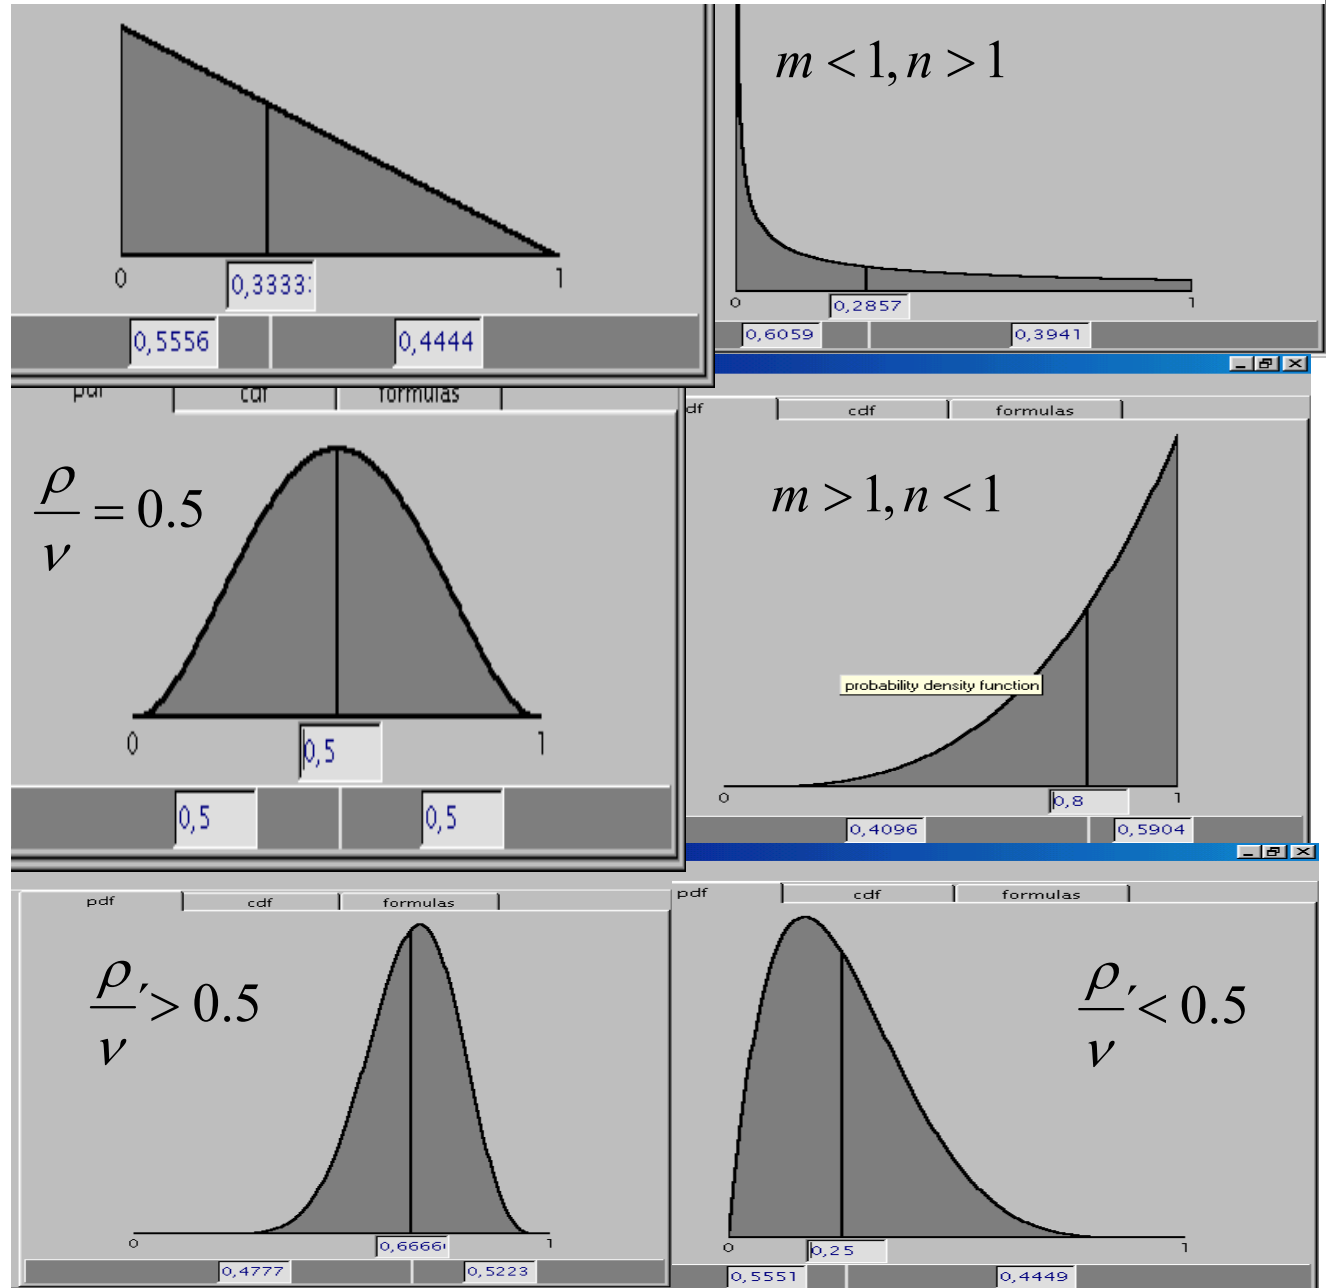 0 0,3333: 1
0,5556 0,4444
m < 1, n > 1
0 0,2857 1
0,6059 0,3941
pdf cdf formulas
ρ/ν = 0.5
0 0,5 1
0,5 0,5
df cdf formulas
m > 1, n < 1
probability density function
0 0,8 1
0,4096 0,5904
pdf cdf formulas
ρ/ν′ > 0.5
0 0,6666 1
0,4777 0,5223
pdf cdf formulas
ρ/ν′ < 0.5
0 0,25 1
0,5551 0,4449